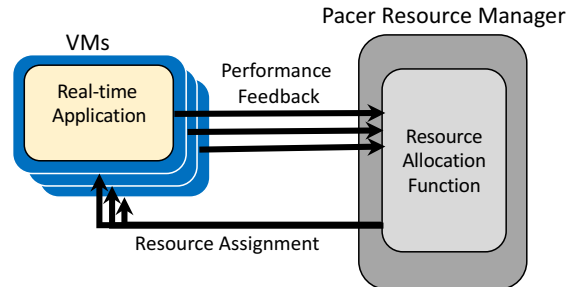 Pacer Resource Manager
VMs
Real-time
Application
Performance
Feedback
Resource
Allocation
Function
Resource Assignment